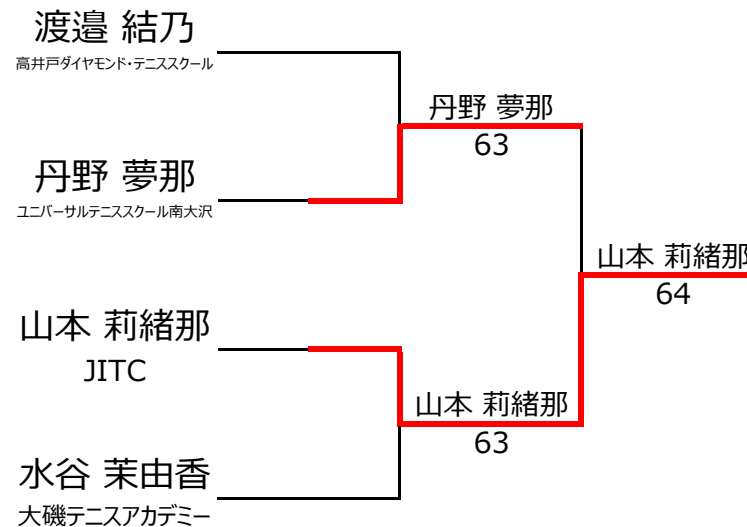 渡邉 結乃
高井戸ダイヤモンド・テニススクール
丹野 夢那
63
丹野 夢那
ユニバーサルテニススクール南大沢
山本 莉緒那
64
山本 莉緒那
JITC
山本 莉緒那
63
水谷 茉由香
大磯テニスアカデミー